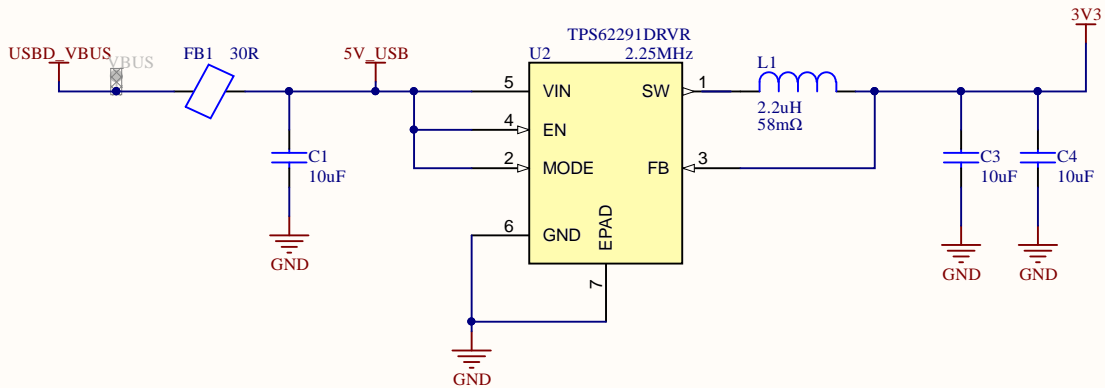 3V3
TPS62291DRVR
USBD_VBUS
VBUS
FB1 30R
5V_USB
U2
2.25MHz
L1
5 VIN SW 1
2.2uH
58mΩ
4 EN
C1
10uF
2 MODE FB 3
C3
10uF
C4
10uF
6 GND
EPAD
7
GND
GND
GND
GND